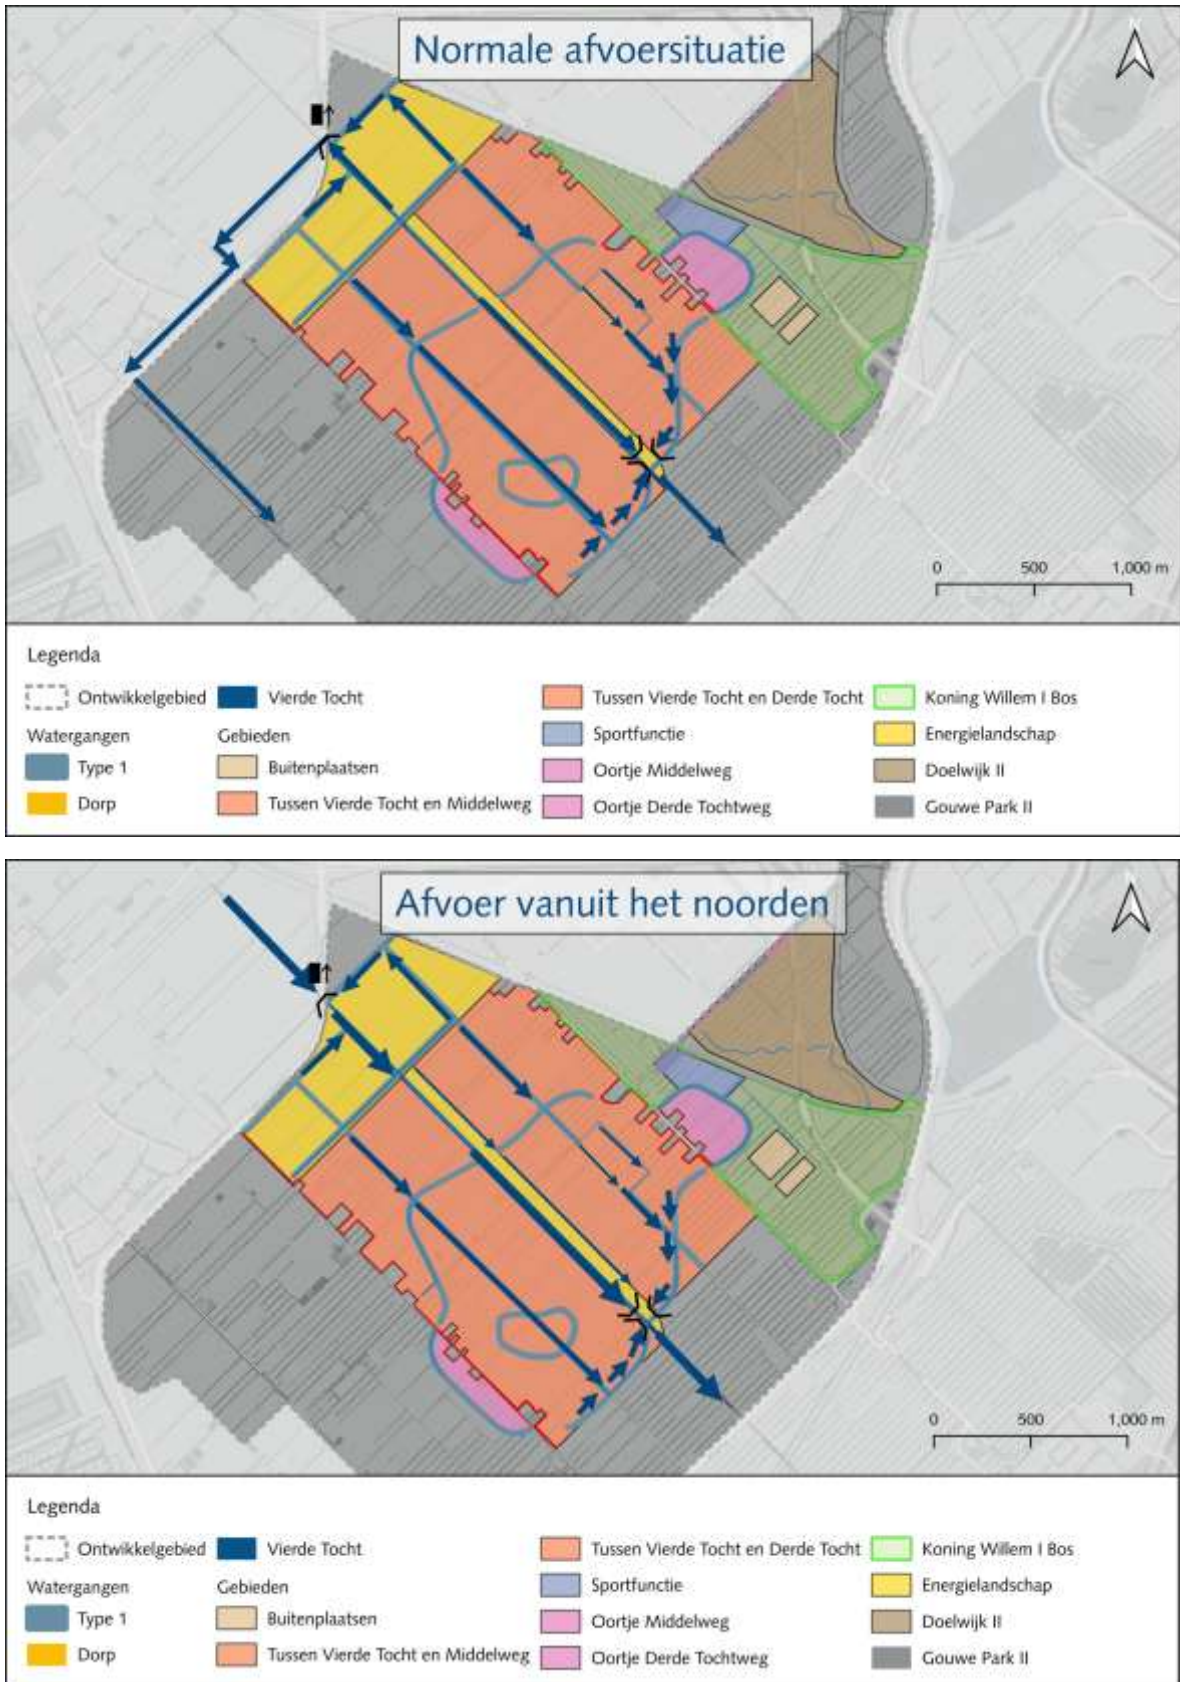 Normale afvoersituatie
N
0 500 1,000 m
Legenda
Ontwikkelgebied Vierde Tocht Tussen Vierde Tocht en Derde Tocht Koning Willem I Bos
Watergangen Gebieden Sportfunctie Energielandschap
Type 1 Buitenplaatsen Oortje Middelweg Doelwijk II
Dorp Tussen Vierde Tocht en Middelweg Oortje Derde Tochtweg Gouwe Park II
Afvoer vanuit het noorden
0 500 1,000 m
Legenda
Ontwikkelgebied Vierde Tocht Tussen Vierde Tocht en Derde Tocht Koning Willem I Bos
Watergangen Gebieden Sportfunctie Energielandschap
Type 1 Buitenplaatsen Oortje Middelweg Doelwijk II
Dorp Tussen Vierde Tocht en Middelweg Oortje Derde Tochtweg Gouwe Park II